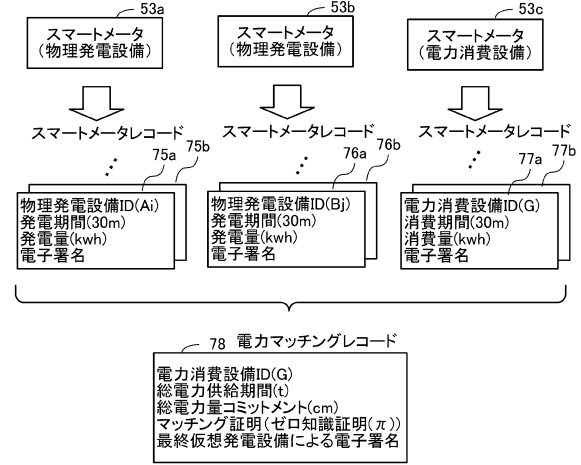 53a
スマートメータ
(物理発電設備)
53b
スマートメータ
(物理発電設備)
53c
スマートメータ
(電力消費設備)
スマートメータレコード
スマートメータレコード
スマートメータレコード
75a
75b
物理発電設備ID(Ai)
発電期間(30m)
発電量(kwh)
電子署名
76a
76b
物理発電設備ID(Bj)
発電期間(30m)
発電量(kwh)
電子署名
77a
77b
電力消費設備ID(G)
消費期間(30m)
消費量(kwh)
電子署名
78 電力マッチングレコード
電力消費設備ID(G)
総電力供給期間(t)
総電力量コミットメント(cm)
マッチング証明(ゼロ知識証明(π))
最終仮想発電設備による電子署名